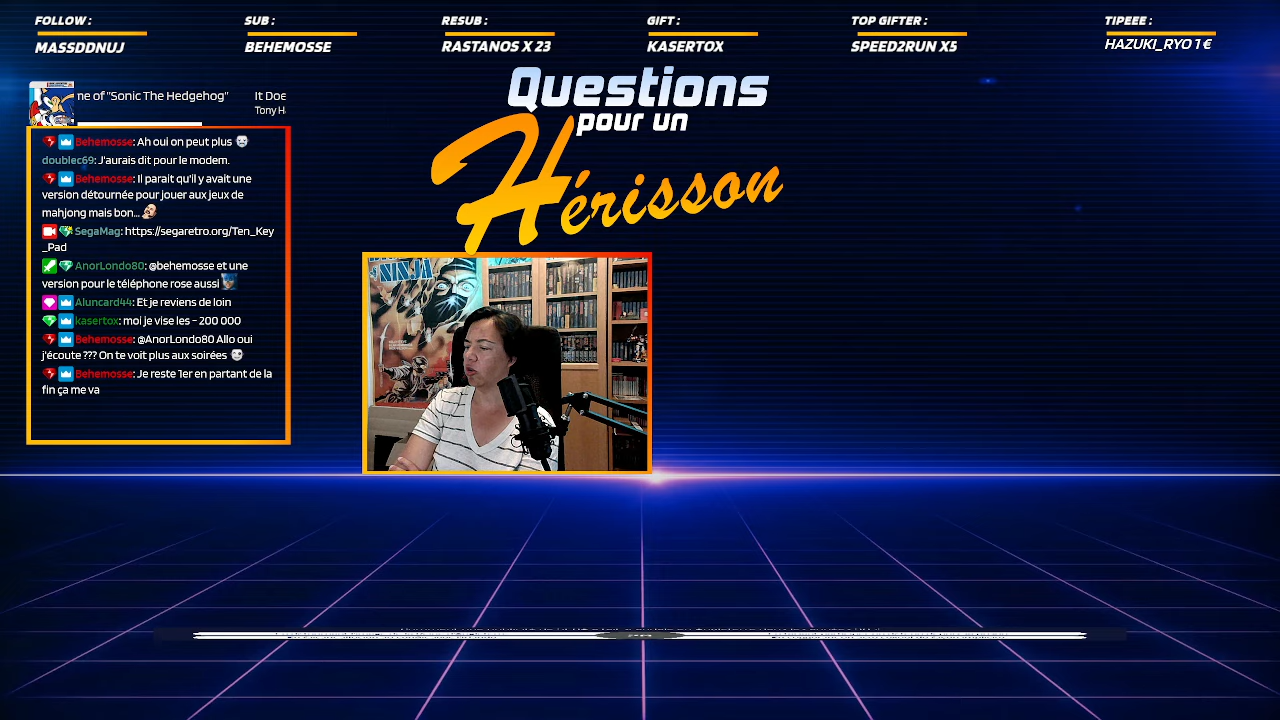 FOLLOW :
MASSDDNUJ
SUB :
BEHEMOSSE
RESUB :
RASTANOS X 23
GIFT :
KASERTOX
TOP GIFTER :
SPEED2RUN X5
TIPEEE :
HAZUKI_RYO 1 €
Questions
pour un
Hérisson
ne of "Sonic The Hedgehog" It Doe
Tony H
Behemosse: Ah oui on peut plus
doublec69: J'aurais dit pour le modem.
Behemosse: Il parait qu'il y avait une
version détournée pour jouer aux jeux de
mahjong mais bon...
SegaMag: https://segaretro.org/Ten_Key
_Pad
AnorLondo80: @behemosse et une
version pour le téléphone rose aussi
Aluncard44: Et je reviens de loin
kasertox: moi je vise les - 200 000
Behemosse: @AnorLondo80 Allo oui
j'écoute ??? On te voit plus aux soirées
Behemosse: Je reste 1er en partant de la
fin ça me va
NINJA